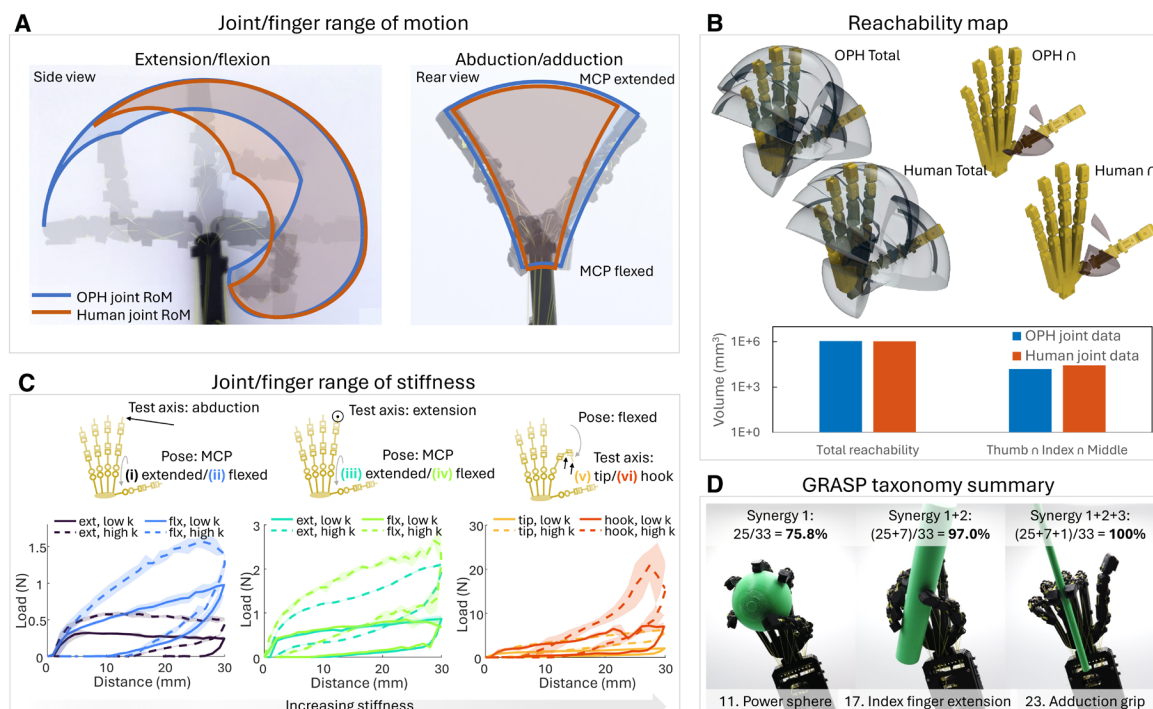 A
Joint/finger range of motion
Extension/flexion
Side view
OPH joint RoM
Human joint RoM
Abduction/adduction
Rear view
MCP extended
MCP flexed
B
Reachability map
OPH Total
OPH ∩
Human Total
Human ∩
Volume (mm³)
1E+6
1E+3
1E+0
OPH joint data
Human joint data
Total reachability
Thumb ∩ Index ∩ Middle
C
Joint/finger range of stiffness
Test axis: abduction
Pose: MCP
(i) extended/(ii) flexed
Test axis: extension
Pose: MCP
(iii) extended/(iv) flexed
Pose: flexed
Test axis:
(v) tip/(vi) hook
ext, low k
flx, low k
ext, high k
flx, high k
Load (N)
1.5
1
0.5
0
0
10
20
30
Distance (mm)
ext, low k
flx, low k
ext, high k
flx, high k
Load (N)
3
2
1
0
0
10
20
30
Distance (mm)
tip, low k
hook, low k
tip, high k
hook, high k
Load (N)
30
20
10
0
0
10
20
30
Distance (mm)
Increasing stiffness
D
GRASP taxonomy summary
Synergy 1:
25/33 = 75.8%
11. Power sphere
Synergy 1+2:
(25+7)/33 = 97.0%
17. Index finger extension
Synergy 1+2+3:
(25+7+1)/33 = 100%
23. Adduction grip